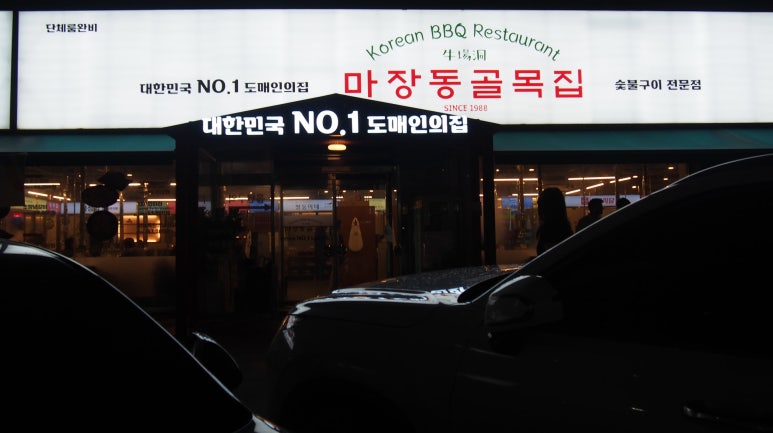 단체룸완비
Korean BBQ Restaurant
牛場洞
대한민국 NO.1 도매인의집
마장동골목집
숯불구이 전문점
SINCE 1988
대한민국 NO.1 도매인의집